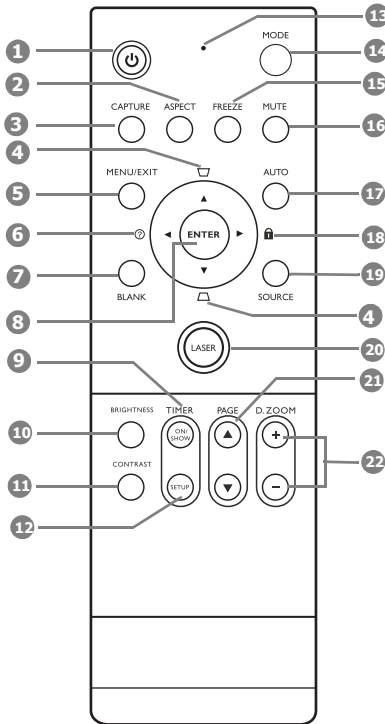 13
1
MODE
14
2
15
CAPTURE ASPECT FREEZE MUTE
3
16
4
MENU/EXIT AUTO
5
17
6
?
ENTER
18
7
19
BLANK SOURCE
8
4
LASER
20
9
21
BRIGHTNESS TIMER PAGE D. ZOOM
10
ON/
SHOW
+
CONTRAST
22
11
SETUP
−
12